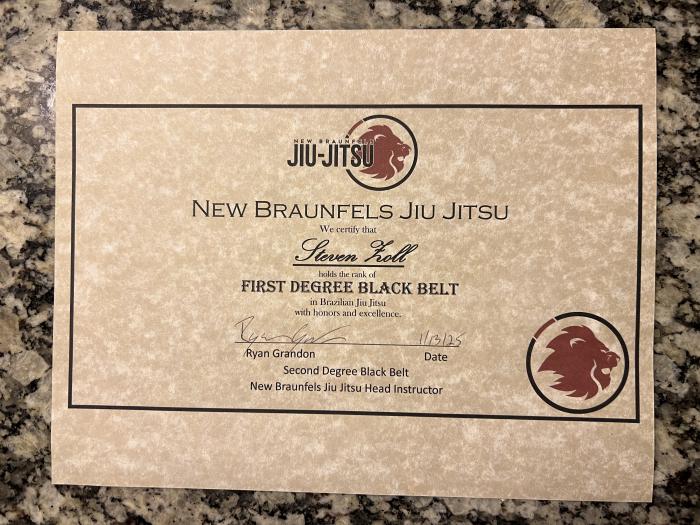 NEW BRAUNFELS
JIU-JITSU
NEW BRAUNFELS JIU JITSU
We certify that
Steven Zoll
holds the rank of
FIRST DEGREE BLACK BELT
in Brazilian Jiu Jitsu
with honors and excellence.
1/13/25
Ryan Grandon Date
Second Degree Black Belt
New Braunfels Jiu Jitsu Head Instructor